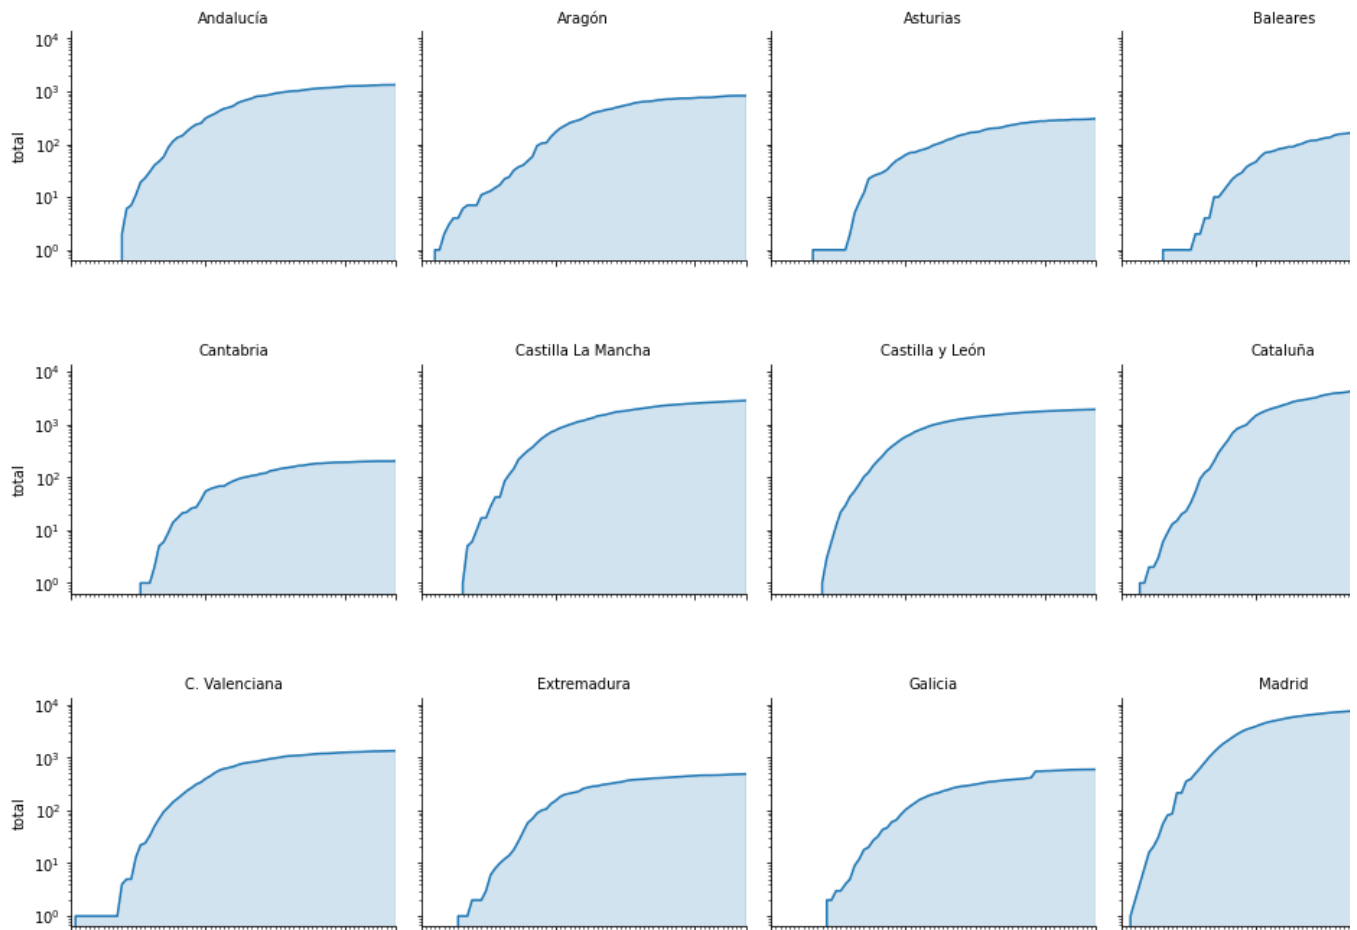 Andalucía Aragón Asturias Baleares
10⁴
10³
10²
10¹
10⁰
total
Cantabria Castilla La Mancha Castilla y León Cataluña
10⁴
10³
10²
10¹
10⁰
total
C. Valenciana Extremadura Galicia Madrid
10⁴
10³
10²
10¹
10⁰
total